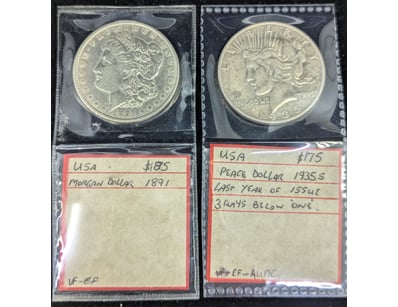 LIBERTY
USA $185
MORGAN DOLLAR 1891
VF-EF
USA $175
PEACE DOLLAR 1935S
LAST YEAR OF ISSUE
3 RAYS BELOW 'ONE'.